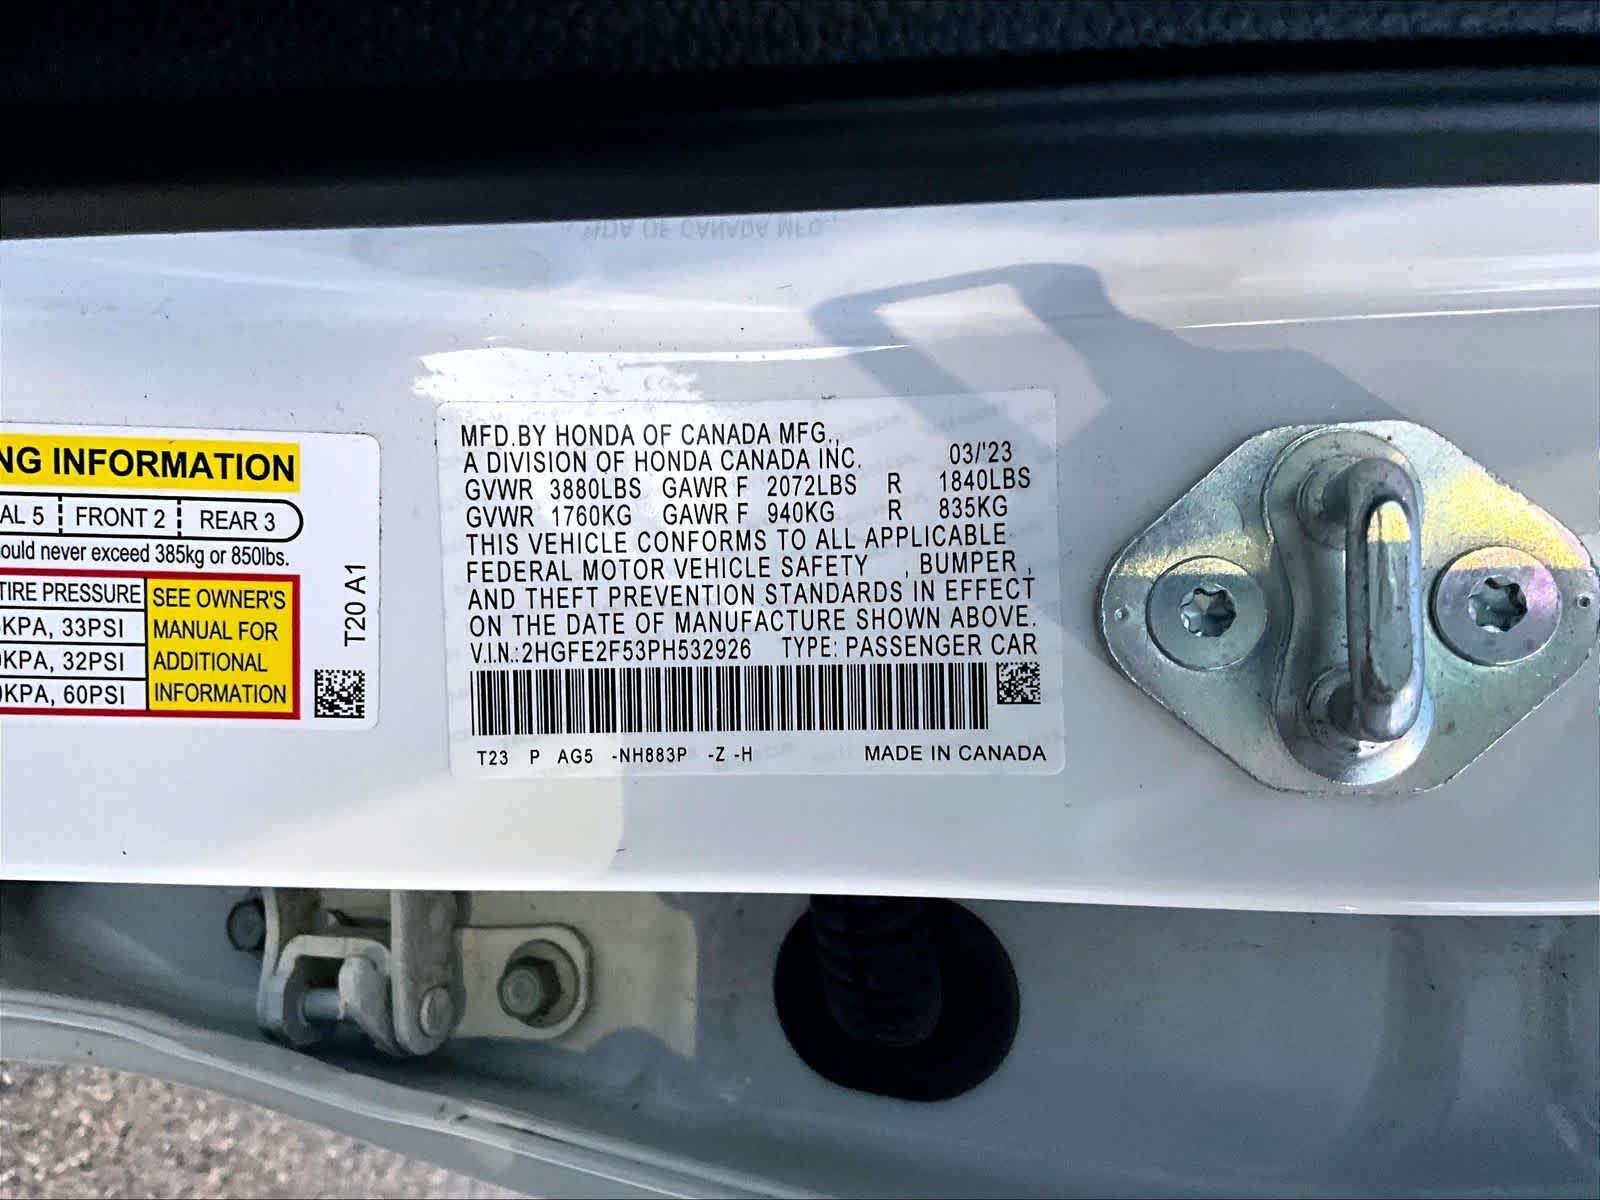 NG INFORMATION
AL 5 FRONT 2 REAR 3
ould never exceed 385kg or 850lbs.
TIRE PRESSURE
KPA, 33PSI
KPA, 32PSI
KPA, 60PSI
SEE OWNER'S
MANUAL FOR
ADDITIONAL
INFORMATION
T20 A1
MFD.BY HONDA OF CANADA MFG.,
A DIVISION OF HONDA CANADA INC. 03/'23
GVWR 3880LBS GAWR F 2072LBS R 1840LBS
GVWR 1760KG GAWR F 940KG R 835KG
THIS VEHICLE CONFORMS TO ALL APPLICABLE
FEDERAL MOTOR VEHICLE SAFETY , BUMPER ,
AND THEFT PREVENTION STANDARDS IN EFFECT
ON THE DATE OF MANUFACTURE SHOWN ABOVE.
V.I.N.:2HGFE2F53PH532926 TYPE: PASSENGER CAR
T23 P AG5 -NH883P -Z -H MADE IN CANADA